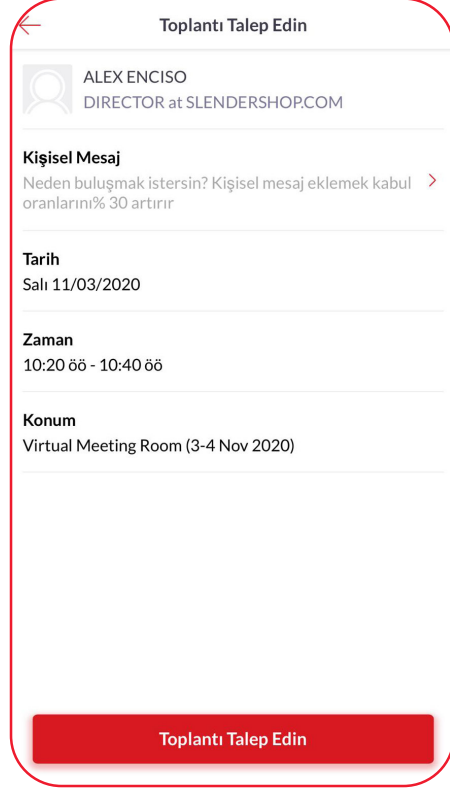 Toplantı Talep Edin
ALEX ENCISO
DIRECTOR at SLENDERSHOP.COM
Kişisel Mesaj
Neden buluşmak istersin? Kişisel mesaj eklemek kabul
oranlarını% 30 artırır
Tarih
Salı 11/03/2020
Zaman
10:20 öö - 10:40 öö
Konum
Virtual Meeting Room (3-4 Nov 2020)
Toplantı Talep Edin